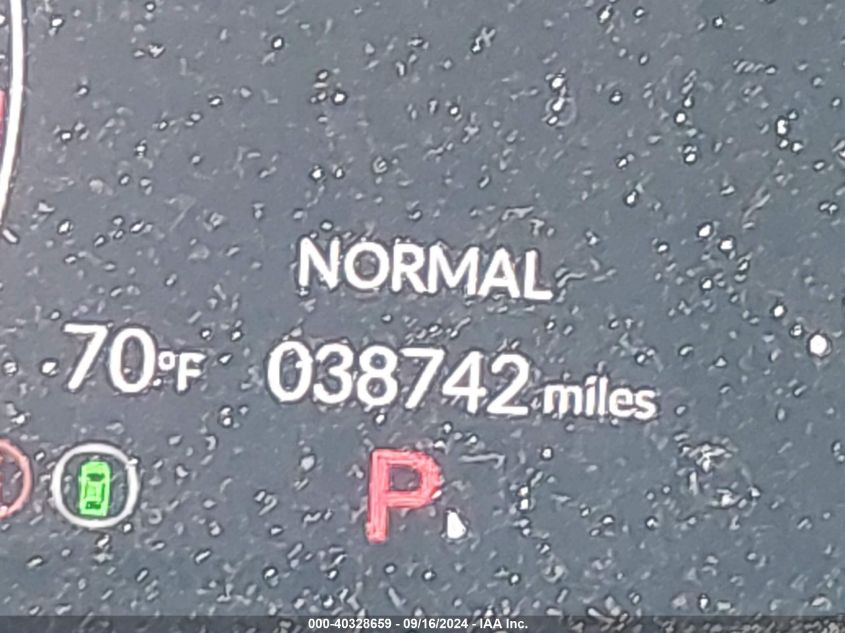 NORMAL
70°F 038742 miles
P
000-40328659 - 09/16/2024 - IAA Inc.